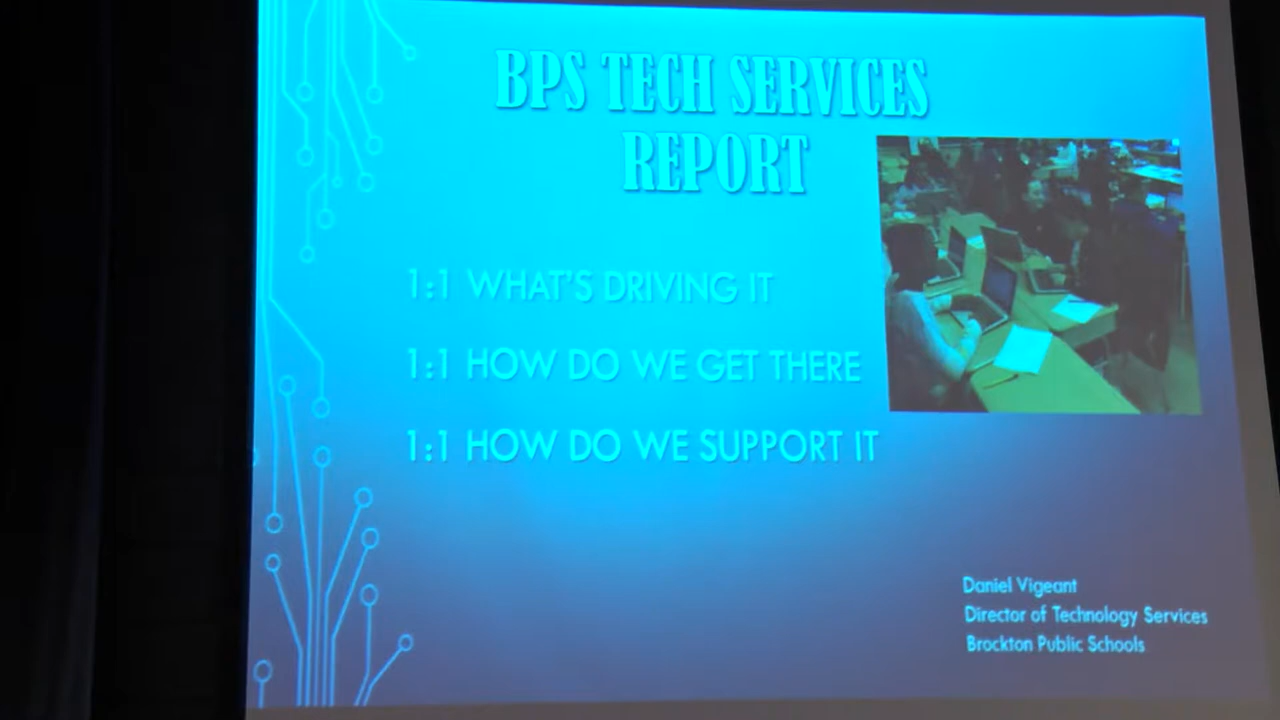 BPS TECH SERVICES
REPORT
1:1 WHAT'S DRIVING IT
1:1 HOW DO WE GET THERE
1:1 HOW DO WE SUPPORT IT
Daniel Vigeant
Director of Technology Services
Brockton Public Schools